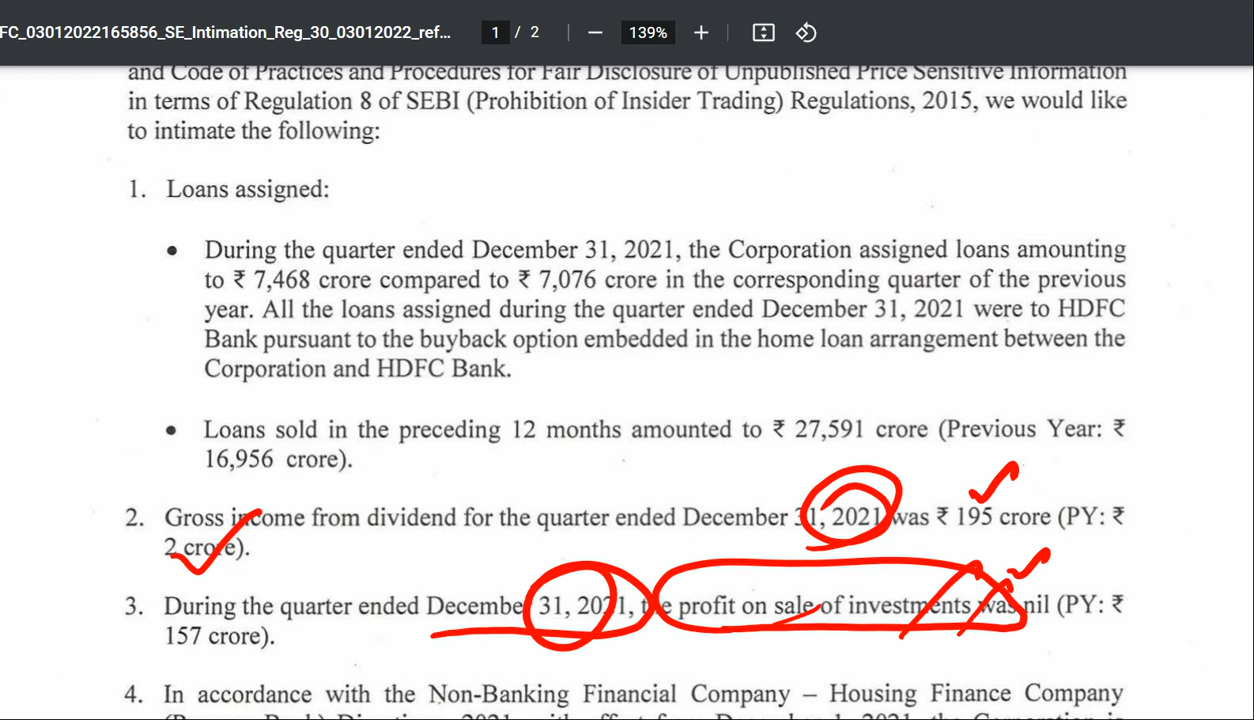 FC_03012022165856_SE_Intimation_Reg_30_03012022_ref...
1 / 2
139%
and Code of Practices and Procedures for Fair Disclosure of Unpublished Price Sensitive Information
in terms of Regulation 8 of SEBI (Prohibition of Insider Trading) Regulations, 2015, we would like
to intimate the following:
1. Loans assigned:
• During the quarter ended December 31, 2021, the Corporation assigned loans amounting
to ₹ 7,468 crore compared to ₹ 7,076 crore in the corresponding quarter of the previous
year. All the loans assigned during the quarter ended December 31, 2021 were to HDFC
Bank pursuant to the buyback option embedded in the home loan arrangement between the
Corporation and HDFC Bank.
• Loans sold in the preceding 12 months amounted to ₹ 27,591 crore (Previous Year: ₹
16,956 crore).
2. Gross income from dividend for the quarter ended December 31, 2021 was ₹ 195 crore (PY: ₹
2 crore).
3. During the quarter ended December 31, 2021, the profit on sale of investments was nil (PY: ₹
157 crore).
4. In accordance with the Non-Banking Financial Company – Housing Finance Company